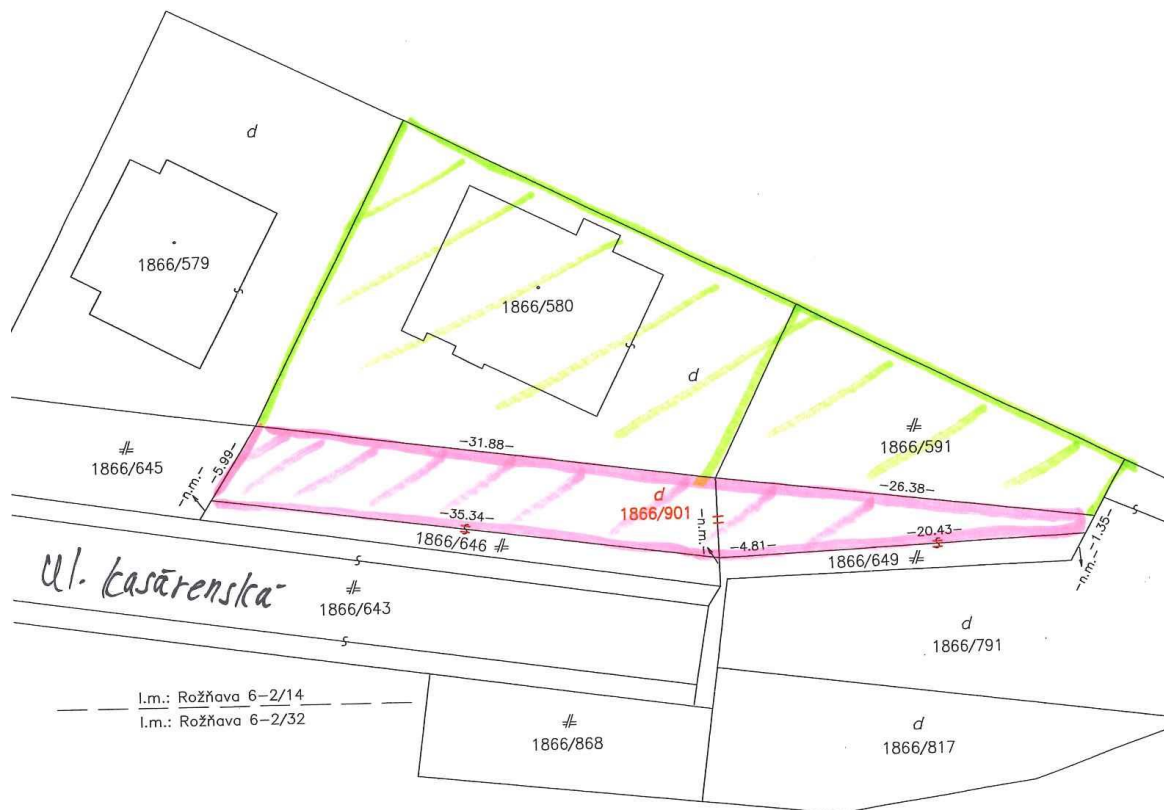 d
1866/579
1866/580
d
1866/591
-31.88-
-26.38-
1866/645
-n.m.-
-5.99-
d
1866/901
-n.m.-
-35.34-
1866/646
-4.81-
-20.43-
1866/649
-n.m.-
-1.35-
Ul. kasárenská
1866/643
d
1866/791
l.m.: Rožňava 6-2/14
l.m.: Rožňava 6-2/32
1866/868
d
1866/817